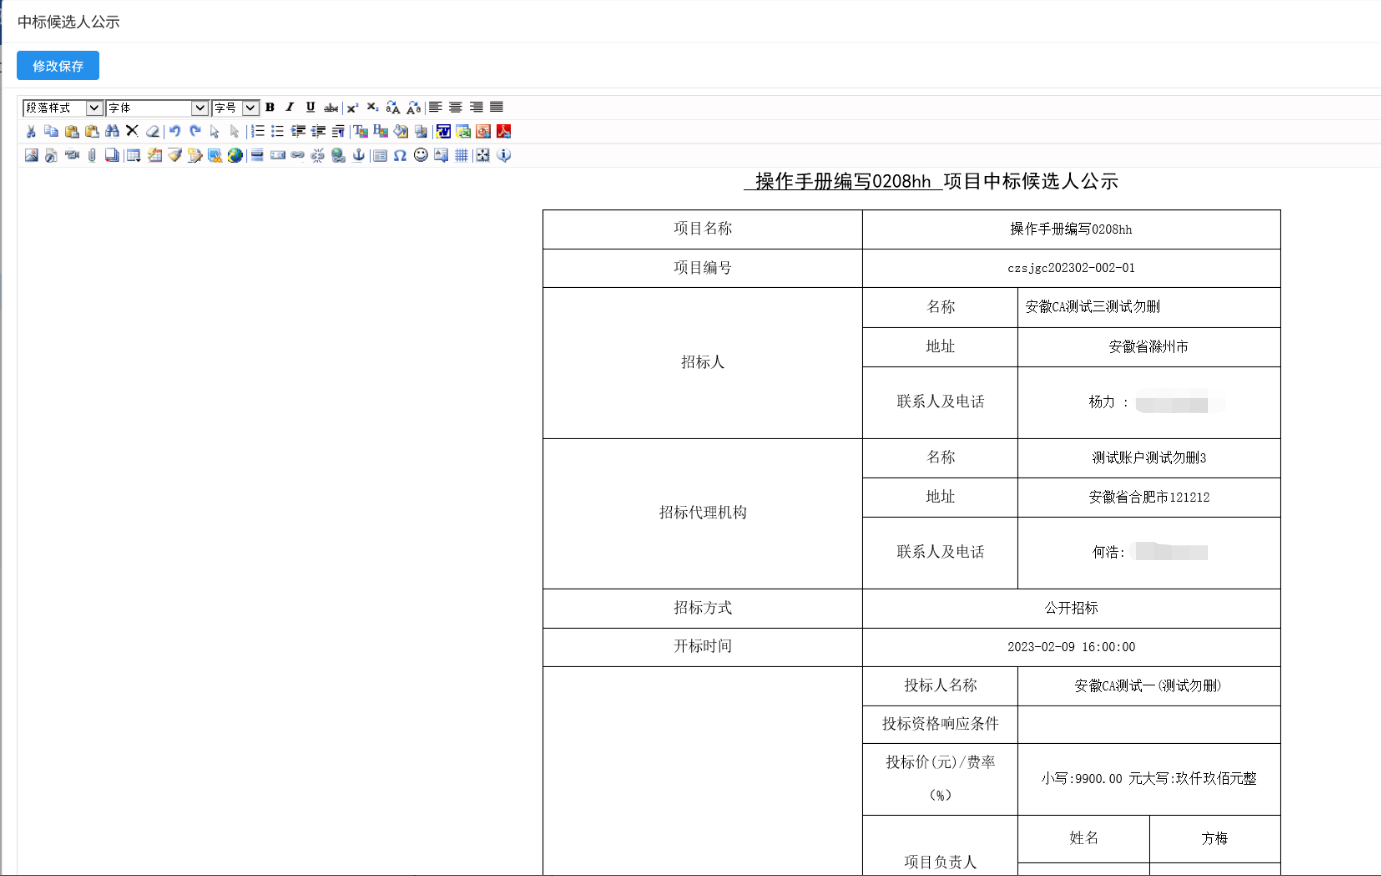 中标候选人公示
修改保存
段落样式 字体 字号
操作手册编写0208hh 项目中标候选人公示
项目名称 操作手册编写0208hh
项目编号 czsjgc202302-002-01
招标人
名称 安徽CA测试三测试勿删
地址 安徽省滁州市
联系人及电话 杨力 :
招标代理机构
名称 测试账户测试勿删3
地址 安徽省合肥市121212
联系人及电话 何浩:
招标方式 公开招标
开标时间 2023-02-09 16:00:00
投标人名称 安徽CA测试一(测试勿删)
投标资格响应条件
投标价(元)/费率
(%)
小写:9900.00 元大写:玖仟玖佰元整
项目负责人
姓名 方梅